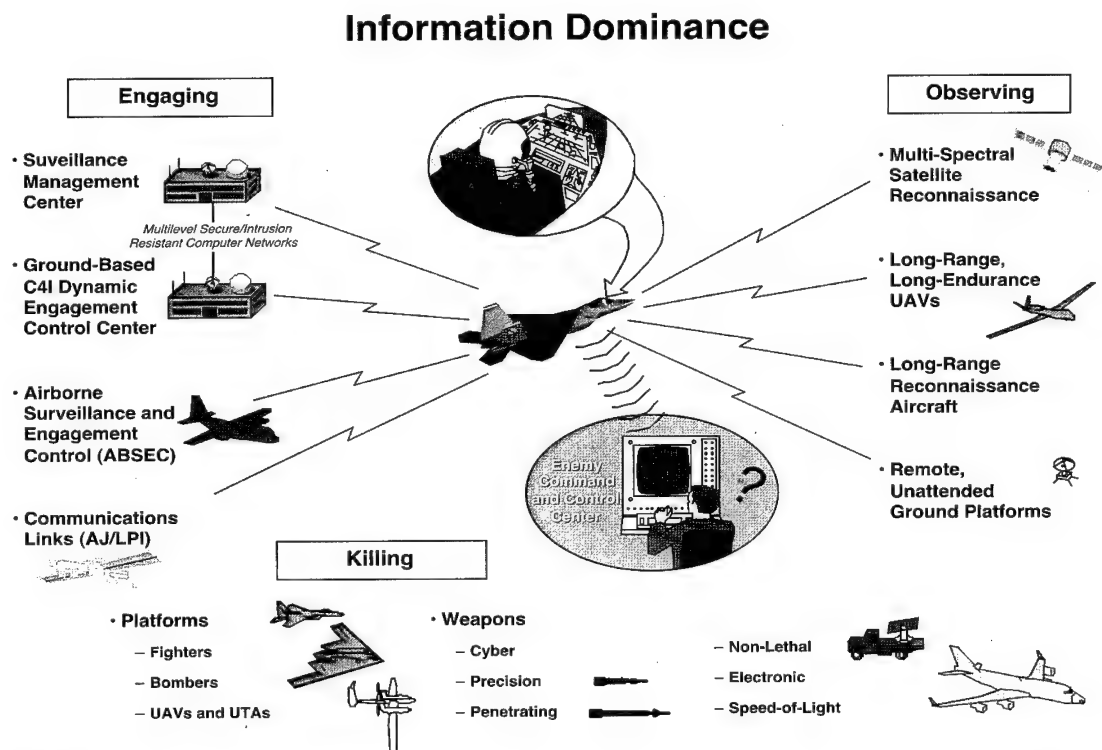 Information Dominance
Engaging
• Suveillance
Management
Center
Multilevel Secure/Intrusion
Resistant Computer Networks
• Ground-Based
C4I Dynamic
Engagement
Control Center
• Airborne
Surveillance and
Engagement
Control (ABSEC)
• Communications
Links (AJ/LPI)
Observing
• Multi-Spectral
Satellite
Reconnaissance
• Long-Range,
Long-Endurance
UAVs
• Long-Range
Reconnaissance
Aircraft
• Remote,
Unattended
Ground Platforms
Enemy
Command
and Control
Center
?
Killing
• Platforms
– Fighters
– Bombers
– UAVs and UTAs
• Weapons
– Cyber
– Precision
– Penetrating
– Non-Lethal
– Electronic
– Speed-of-Light